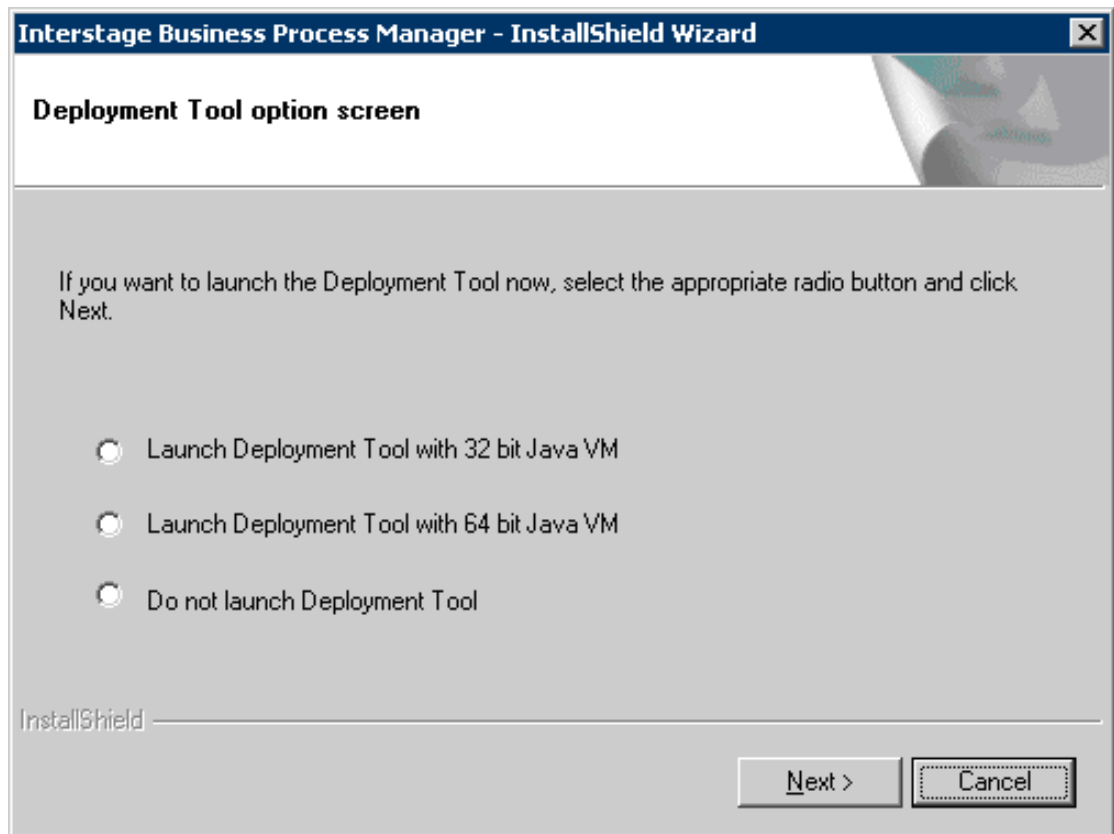 Interstage Business Process Manager - InstallShield Wizard
Deployment Tool option screen
If you want to launch the Deployment Tool now, select the appropriate radio button and click
Next.
Launch Deployment Tool with 32 bit Java VM
Launch Deployment Tool with 64 bit Java VM
Do not launch Deployment Tool
InstallShield
Next >
Cancel